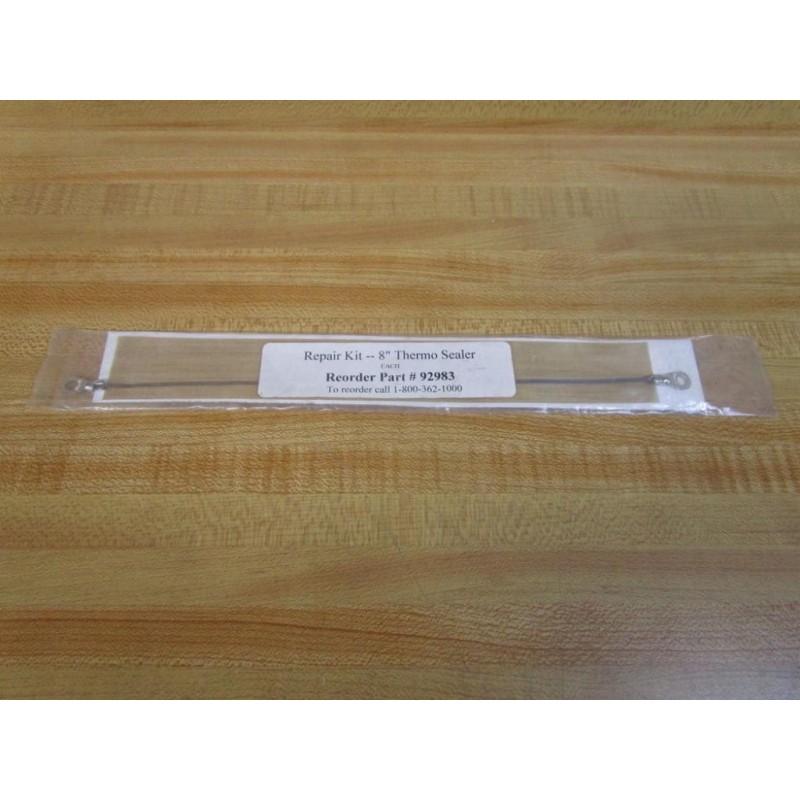 Repair Kit -- 8" Thermo Sealer
EACH
Reorder Part # 92983
To reorder call 1-800-362-1000